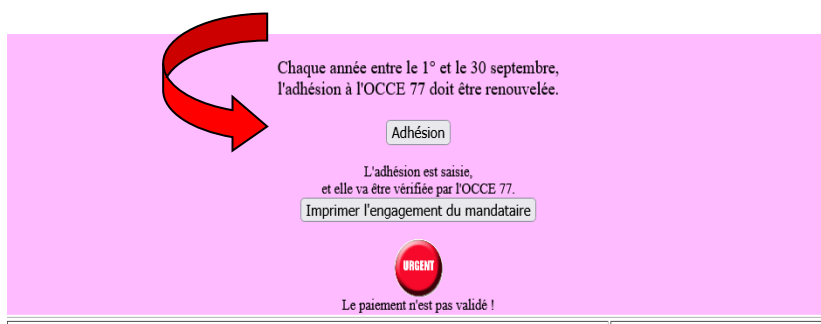 Chaque année entre le 1° et le 30 septembre,
l'adhésion à l'OCCE 77 doit être renouvelée.
Adhésion
L'adhésion est saisie,
et elle va être vérifiée par l'OCCE 77.
Imprimer l'engagement du mandataire
URGENT
Le paiement n'est pas validé !